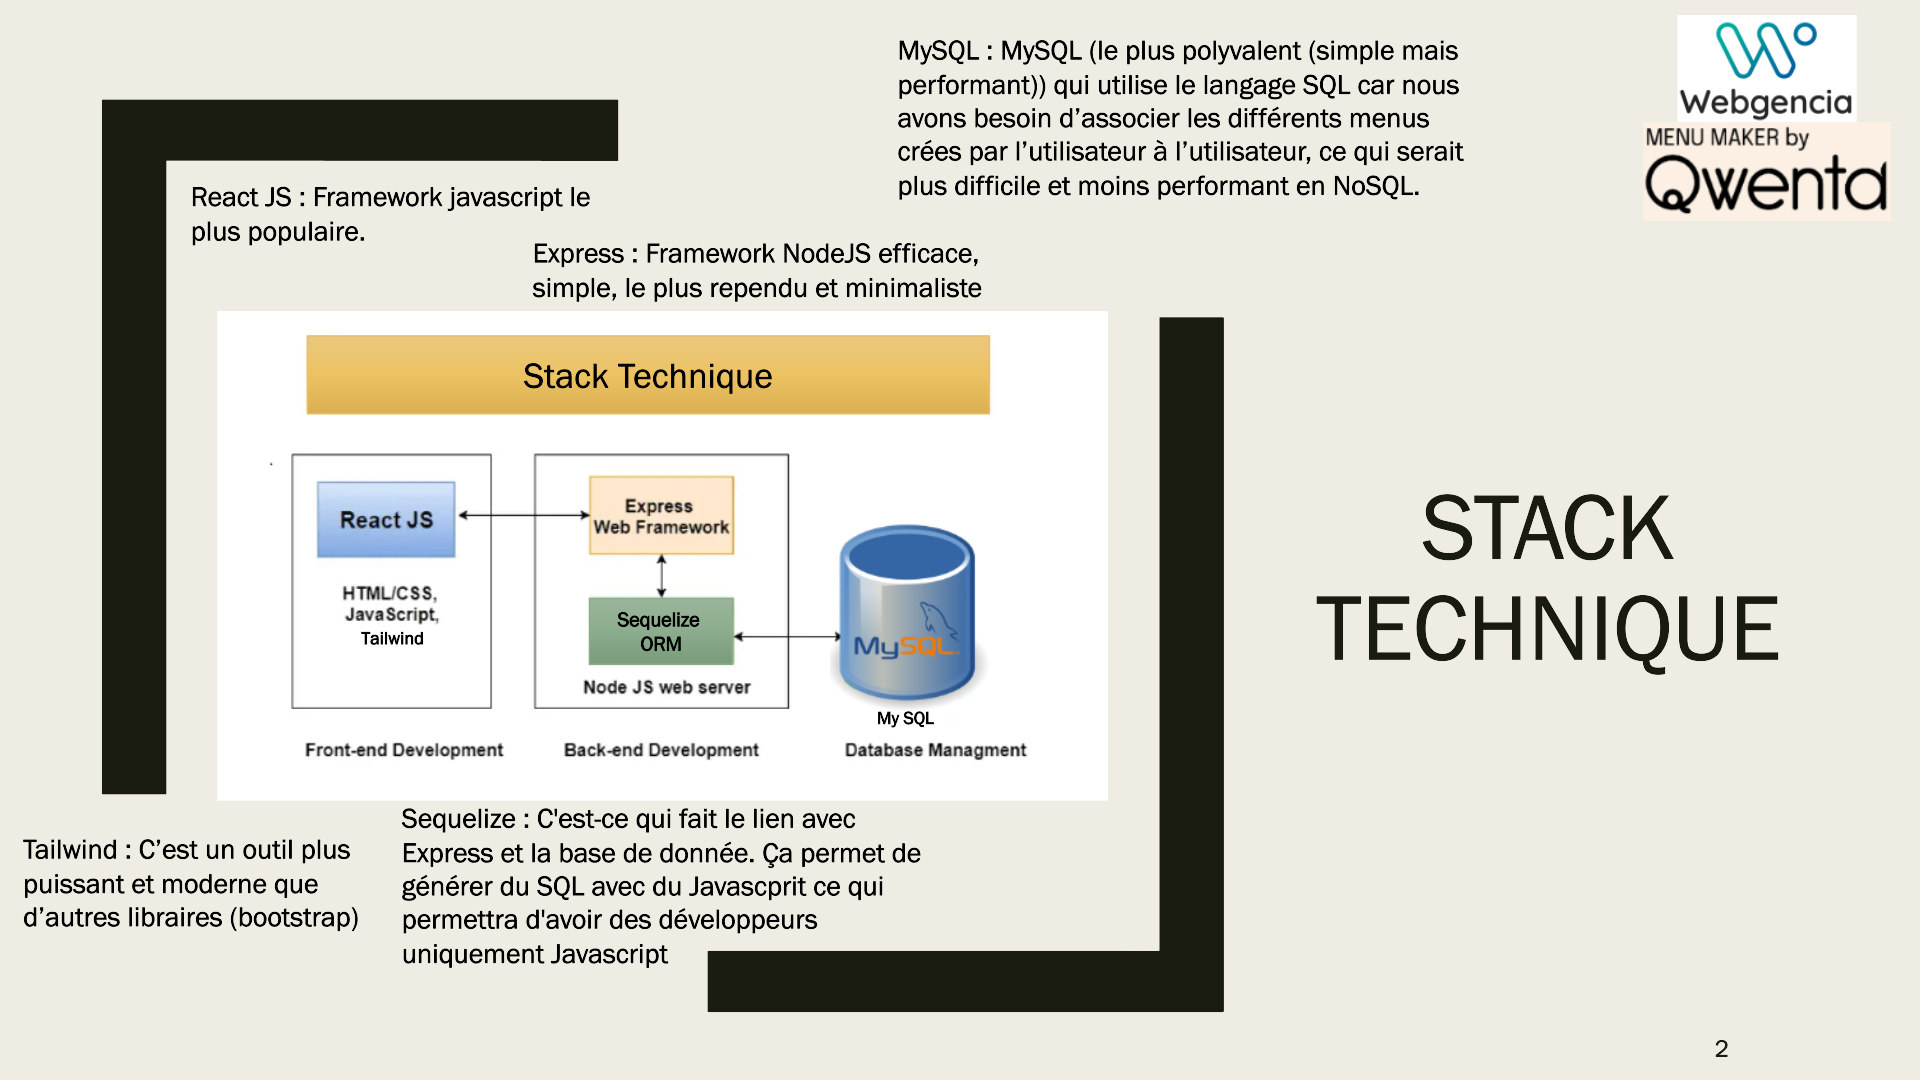 MySQL : MySQL (le plus polyvalent (simple mais
performant)) qui utilise le langage SQL car nous
avons besoin d’associer les différents menus
crées par l’utilisateur à l’utilisateur, ce qui serait
plus difficile et moins performant en NoSQL.
Webgencia
MENU MAKER by
Qwenta
React JS : Framework javascript le
plus populaire.
Express : Framework NodeJS efficace,
simple, le plus rependu et minimaliste
Stack Technique
React JS
HTML/CSS,
JavaScript,
Tailwind
Express
Web Framework
Sequelize
ORM
Node JS web server
MySQL
My SQL
Front-end Development
Back-end Development
Database Managment
STACK
TECHNIQUE
Tailwind : C’est un outil plus
puissant et moderne que
d’autres libraires (bootstrap)
Sequelize : C'est-ce qui fait le lien avec
Express et la base de donnée. Ça permet de
générer du SQL avec du Javascprit ce qui
permettra d'avoir des développeurs
uniquement Javascript
2